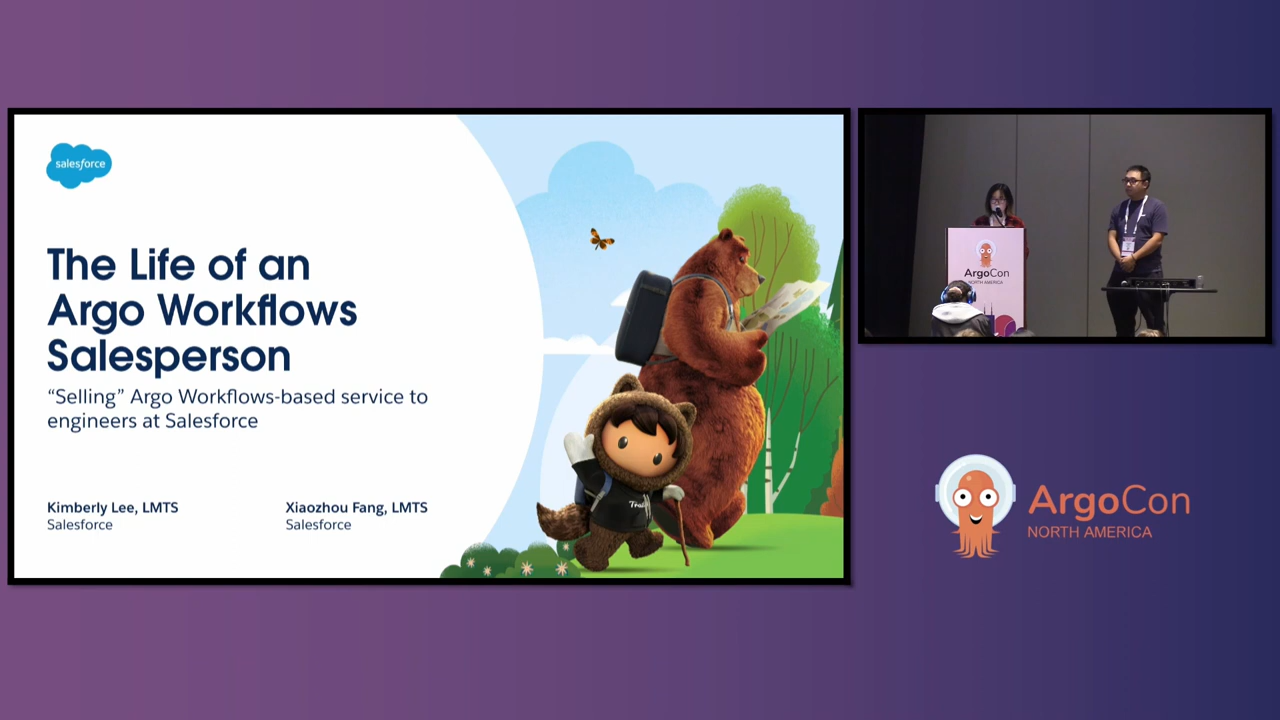 salesforce
The Life of an
Argo Workflows
Salesperson
“Selling” Argo Workflows-based service to
engineers at Salesforce
Kimberly Lee, LMTS
Salesforce
Xiaozhou Fang, LMTS
Salesforce
ArgoCon
NORTH AMERICA
ArgoCon
NORTH AMERICA